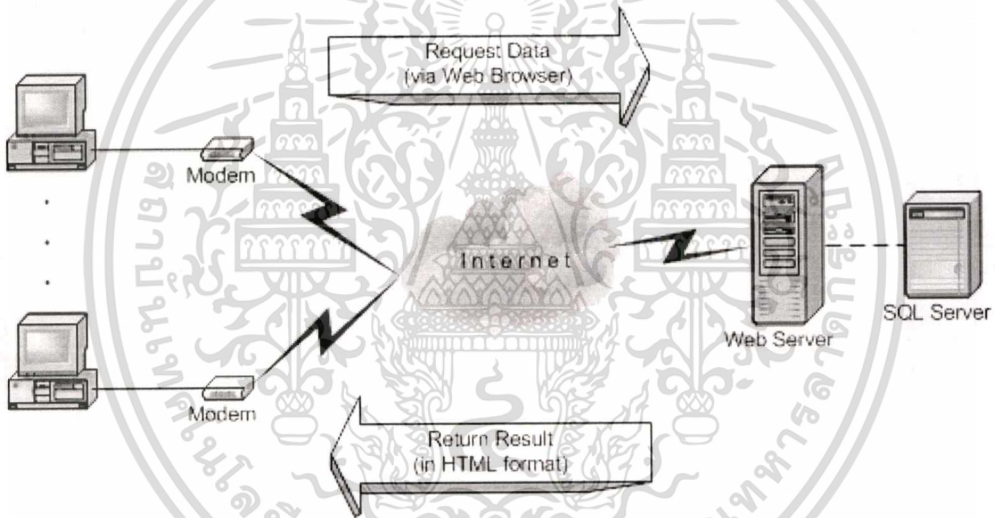 Request Data
(via Web Browser)
Modem
Internet
Web Server
SQL Server
Modem
Return Result
(in HTML format)